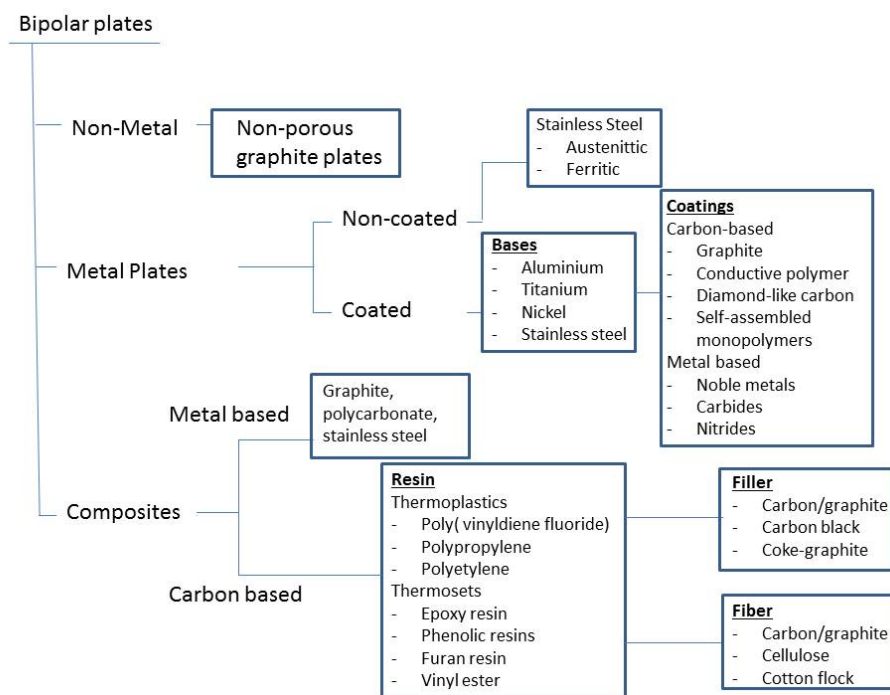 Bipolar plates
Non-Metal
Non-porous
graphite plates
Metal Plates
Non-coated
Stainless Steel
- Austenittic
- Ferritic
Coated
Bases
- Aluminium
- Titanium
- Nickel
- Stainless steel
Coatings
Carbon-based
- Graphite
- Conductive polymer
- Diamond-like carbon
- Self-assembled
monopolymers
Metal based
- Noble metals
- Carbides
- Nitrides
Composites
Metal based
Graphite,
polycarbonate,
stainless steel
Carbon based
Resin
Thermoplastics
- Poly( vinyldiene fluoride)
- Polypropylene
- Polyetylene
Thermosets
- Epoxy resin
- Phenolic resins
- Furan resin
- Vinyl ester
Filler
- Carbon/graphite
- Carbon black
- Coke-graphite
Fiber
- Carbon/graphite
- Cellulose
- Cotton flock